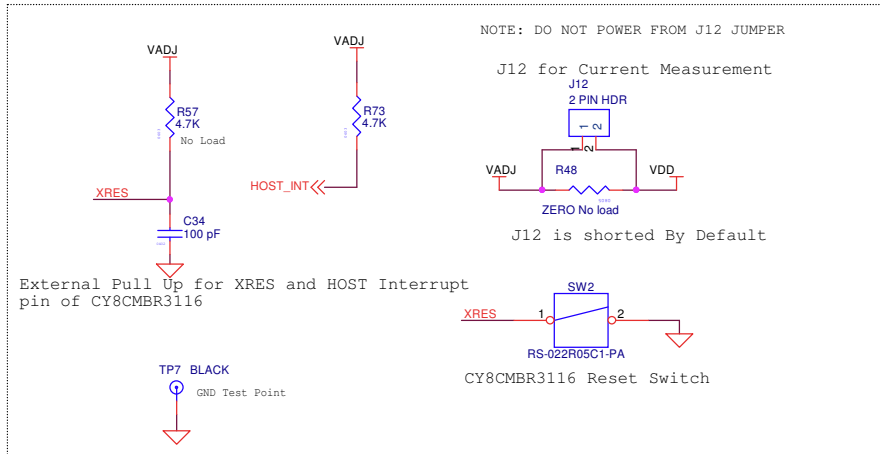 NOTE: DO NOT POWER FROM J12 JUMPER
VADJ
VADJ
J12 for Current Measurement
J12
2 PIN HDR
R57
4.7K
No Load
R73
4.7K
1
2
1
2
VADJ
R48
VDD
HOST_INT
XRES
ZERO No load
C34
100 pF
J12 is shorted By Default
External Pull Up for XRES and HOST Interrupt
pin of CY8CMBR3116
SW2
XRES
1
2
RS-022R05C1-PA
TP7 BLACK
CY8CMBR3116 Reset Switch
GND Test Point